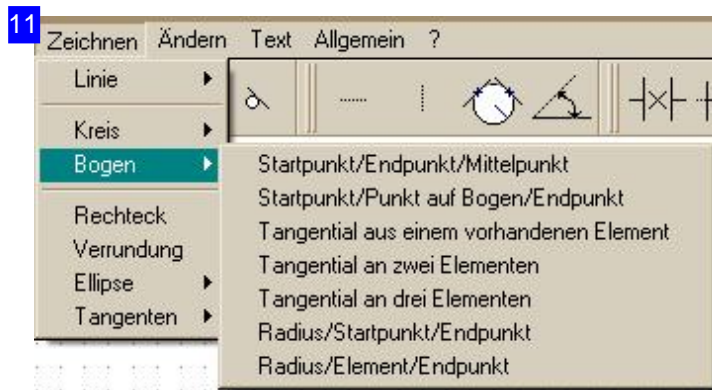 11
Zeichnen Ändern Text Allgemein ?
Linie
Kreis
Bogen
Rechteck
Verrundung
Ellipse
Tangenten
Startpunkt/Endpunkt/Mittelpunkt
Startpunkt/Punkt auf Bogen/Endpunkt
Tangential aus einem vorhandenen Element
Tangential an zwei Elementen
Tangential an drei Elementen
Radius/Startpunkt/Endpunkt
Radius/Element/Endpunkt